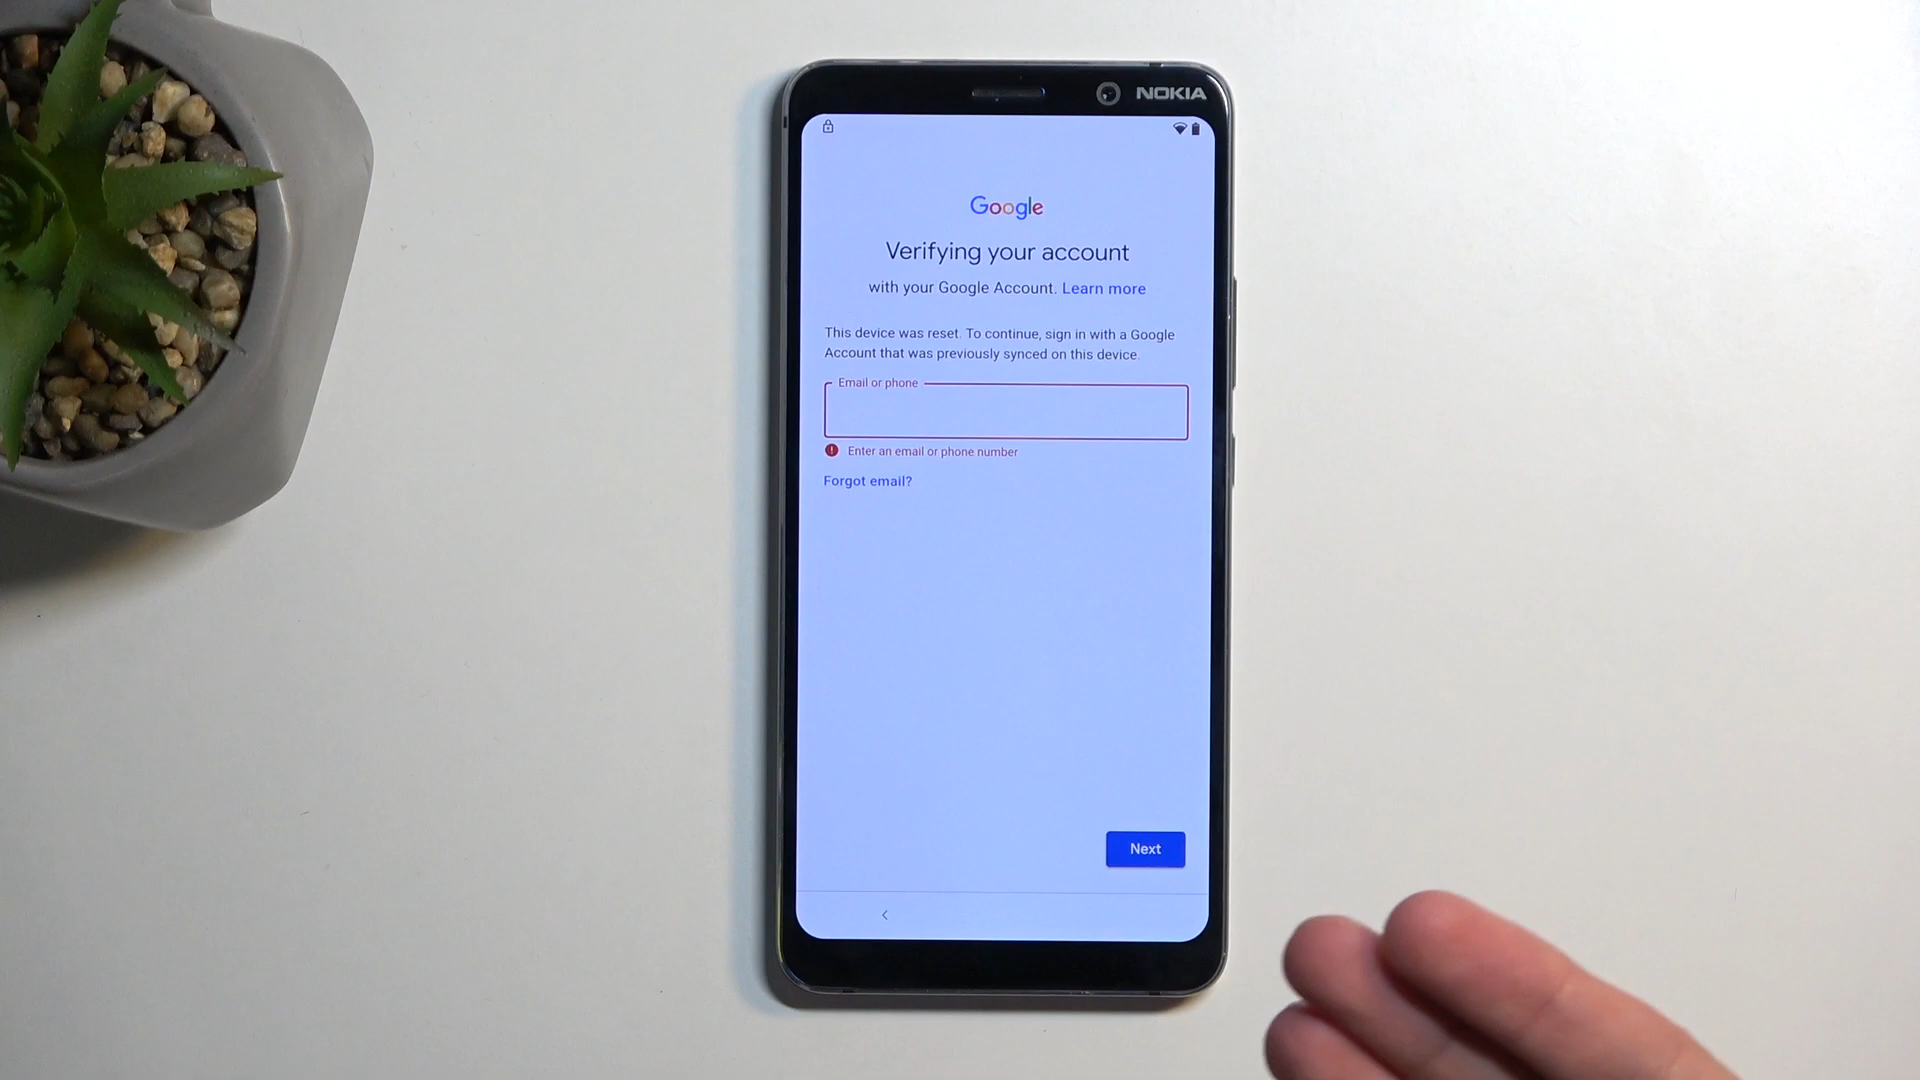 NOKIA
Google
Verifying your account
with your Google Account. Learn more
This device was reset. To continue, sign in with a Google
Account that was previously synced on this device.
Email or phone
Enter an email or phone number
Forgot email?
Next